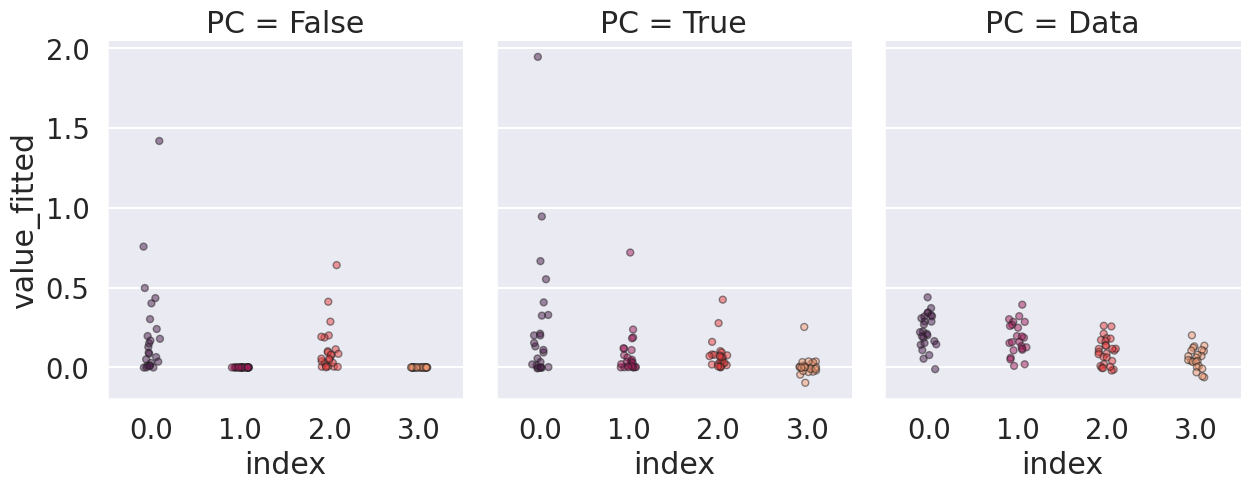 PC = False
PC = True
PC = Data
value_fitted
2.0
1.5
1.0
0.5
0.0
0.0 1.0 2.0 3.0
0.0 1.0 2.0 3.0
0.0 1.0 2.0 3.0
index
index
index